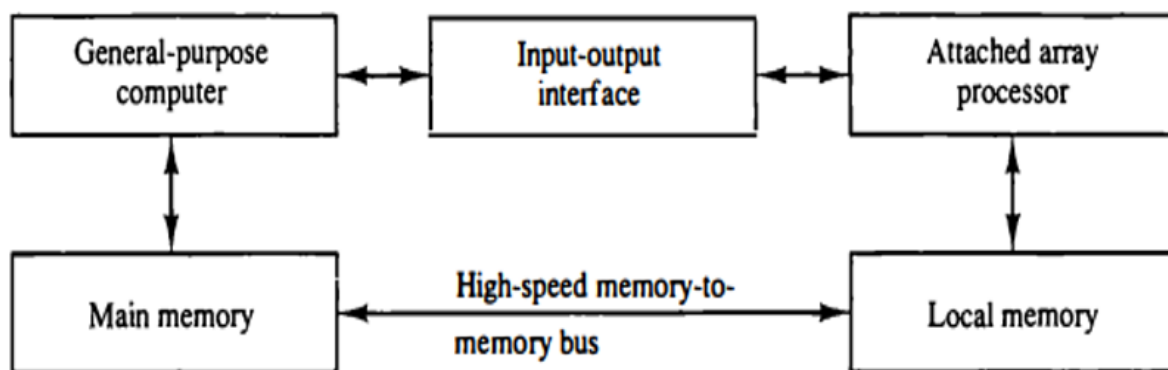 General-purpose
computer
Input-output
interface
Attached array
processor
Main memory
High-speed memory-to-
memory bus
Local memory